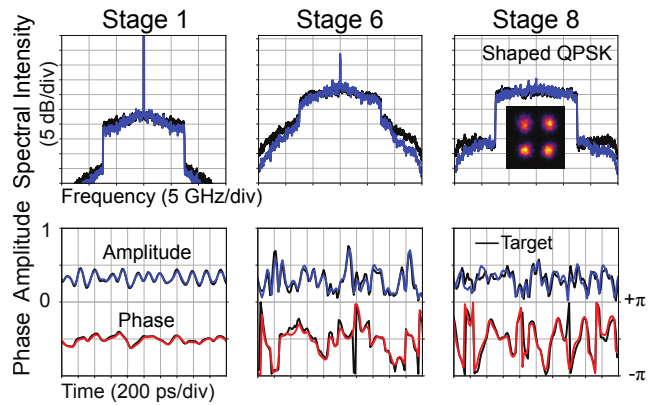 Stage 1
Stage 6
Stage 8
Spectral Intensity
(5 dB/div)
Shaped QPSK
Frequency (5 GHz/div)
Phase Amplitude
Amplitude
Phase
Target
1
0
+π
-π
Time (200 ps/div)